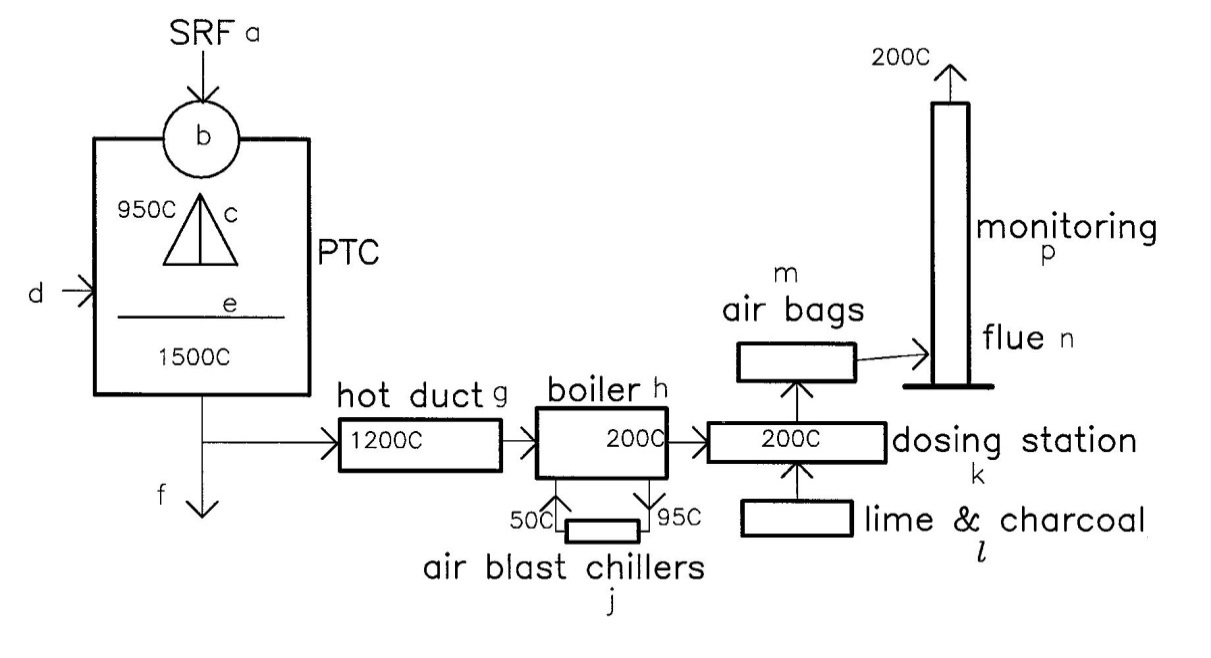 SRF a
b
950C
c
PTC
d
e
1500C
f
hot duct g
1200C
boiler h
200C
50C
95C
air blast chillers
j
200C
dosing station
k
lime & charcoal
l
m
air bags
200C
monitoring
p
flue n